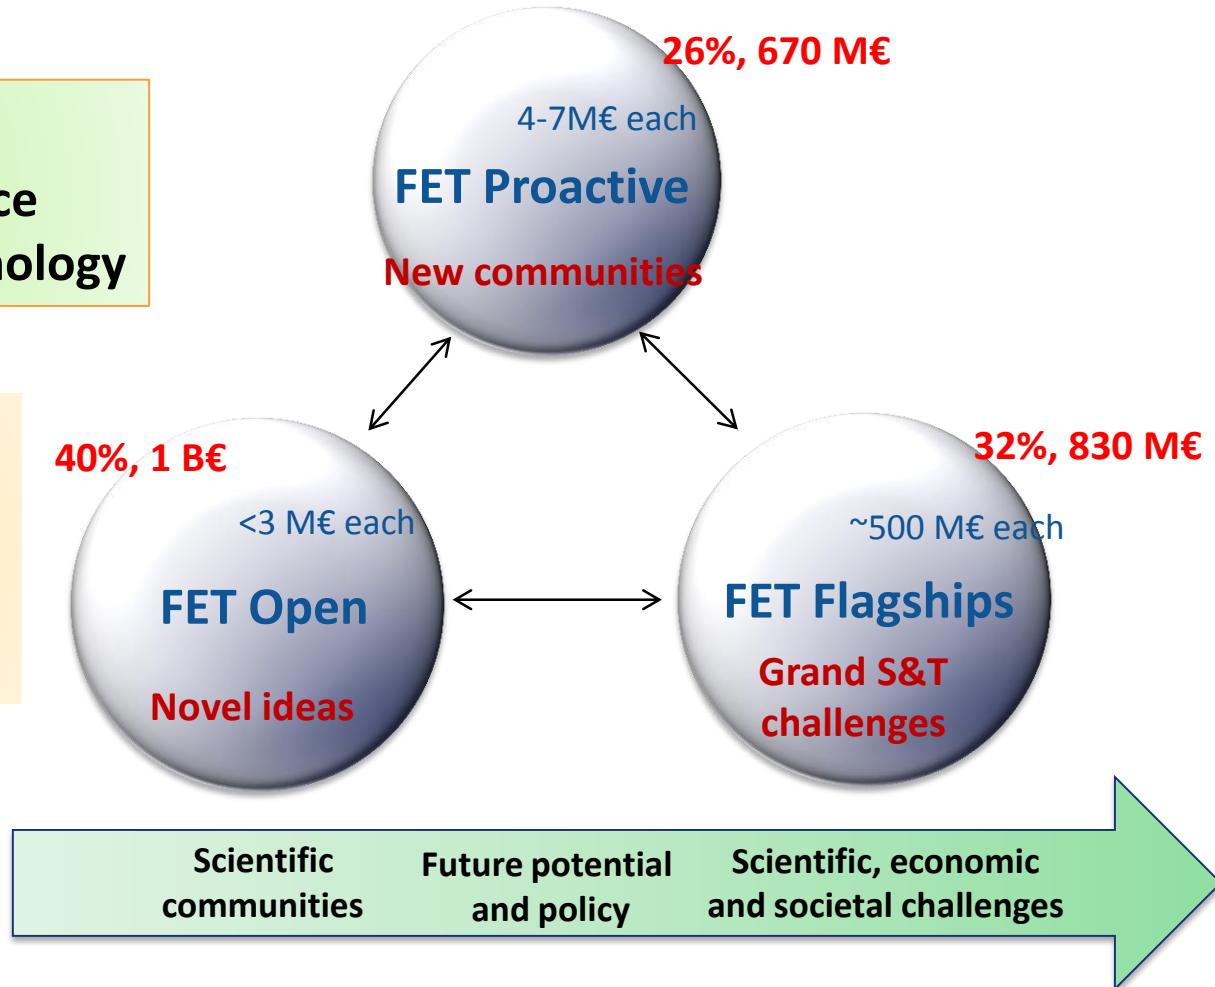 26%, 670 M€
4-7M€ each
FET Proactive
New communities
40%, 1 B€
<3 M€ each
FET Open
Novel ideas
32%, 830 M€
~500 M€ each
FET Flagships
Grand S&T
challenges
Scientific
communities
Future potential
and policy
Scientific, economic
and societal challenges